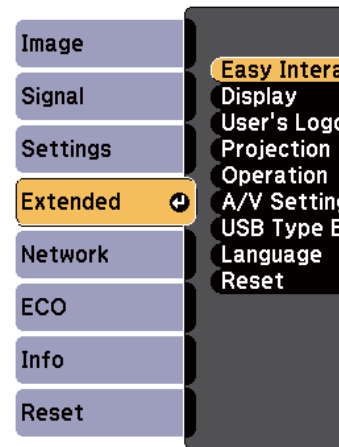 Image
Signal
Settings
Extended
Network
ECO
Info
Reset
Easy Intera
Display
User's Logo
Projection
Operation
A/V Setting
USB Type B
Language
Reset